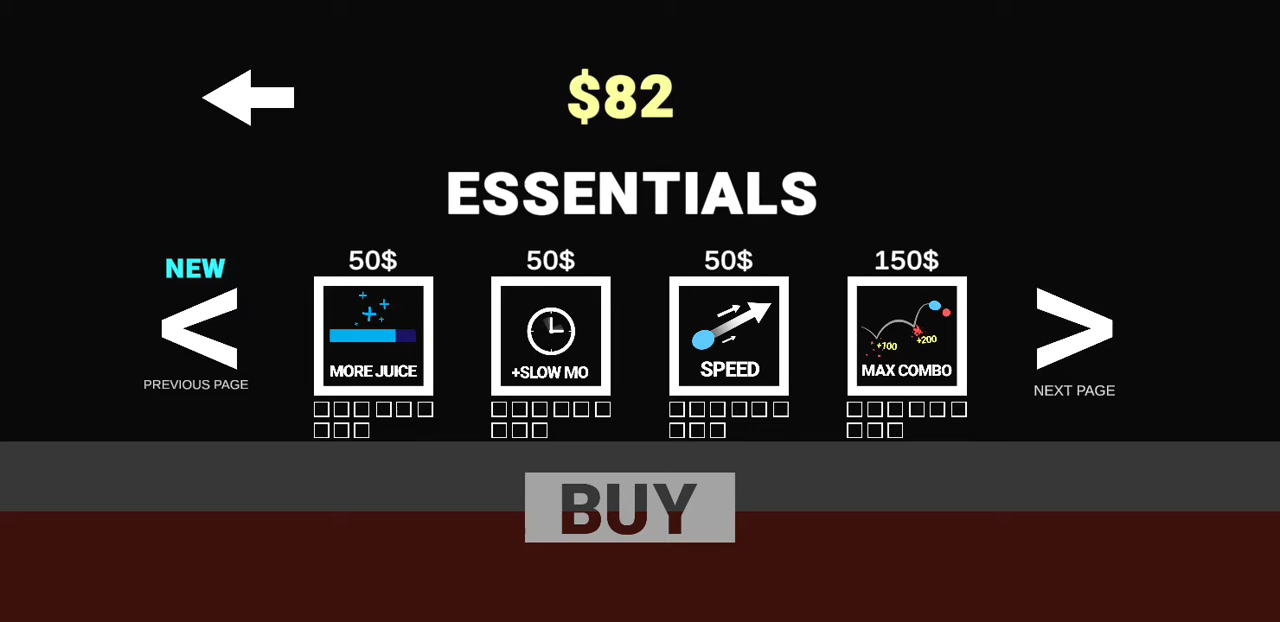 $82
ESSENTIALS
NEW
50$
50$
50$
150$
+100
+200
MORE JUICE
+SLOW MO
SPEED
MAX COMBO
PREVIOUS PAGE
NEXT PAGE
BUY